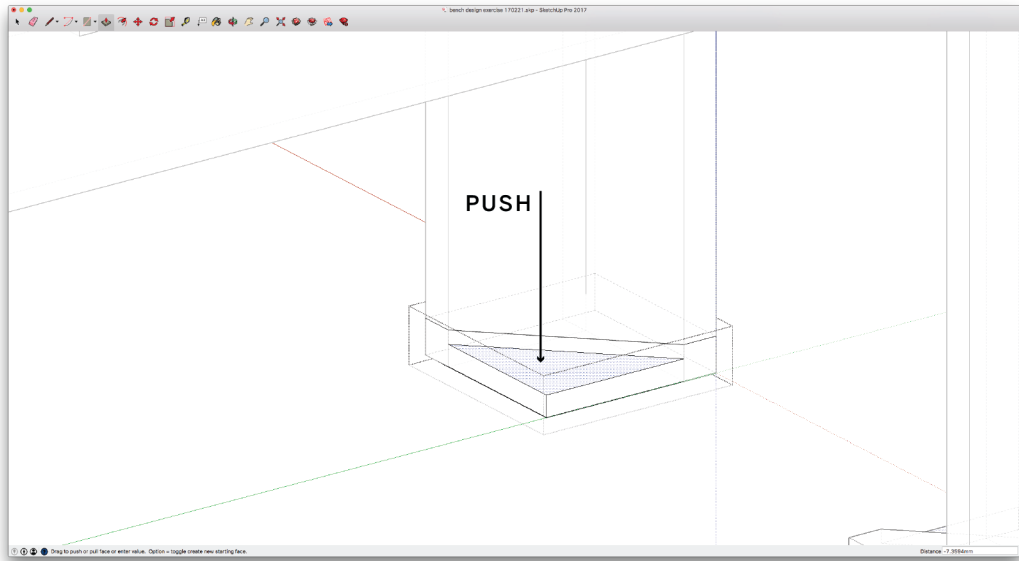 bench design exercise 170221.skp - SketchUp Pro 2017
PUSH
Drag to push or pull face or enter value. Option = toggle create new starting face.
Distance -7.3994mm